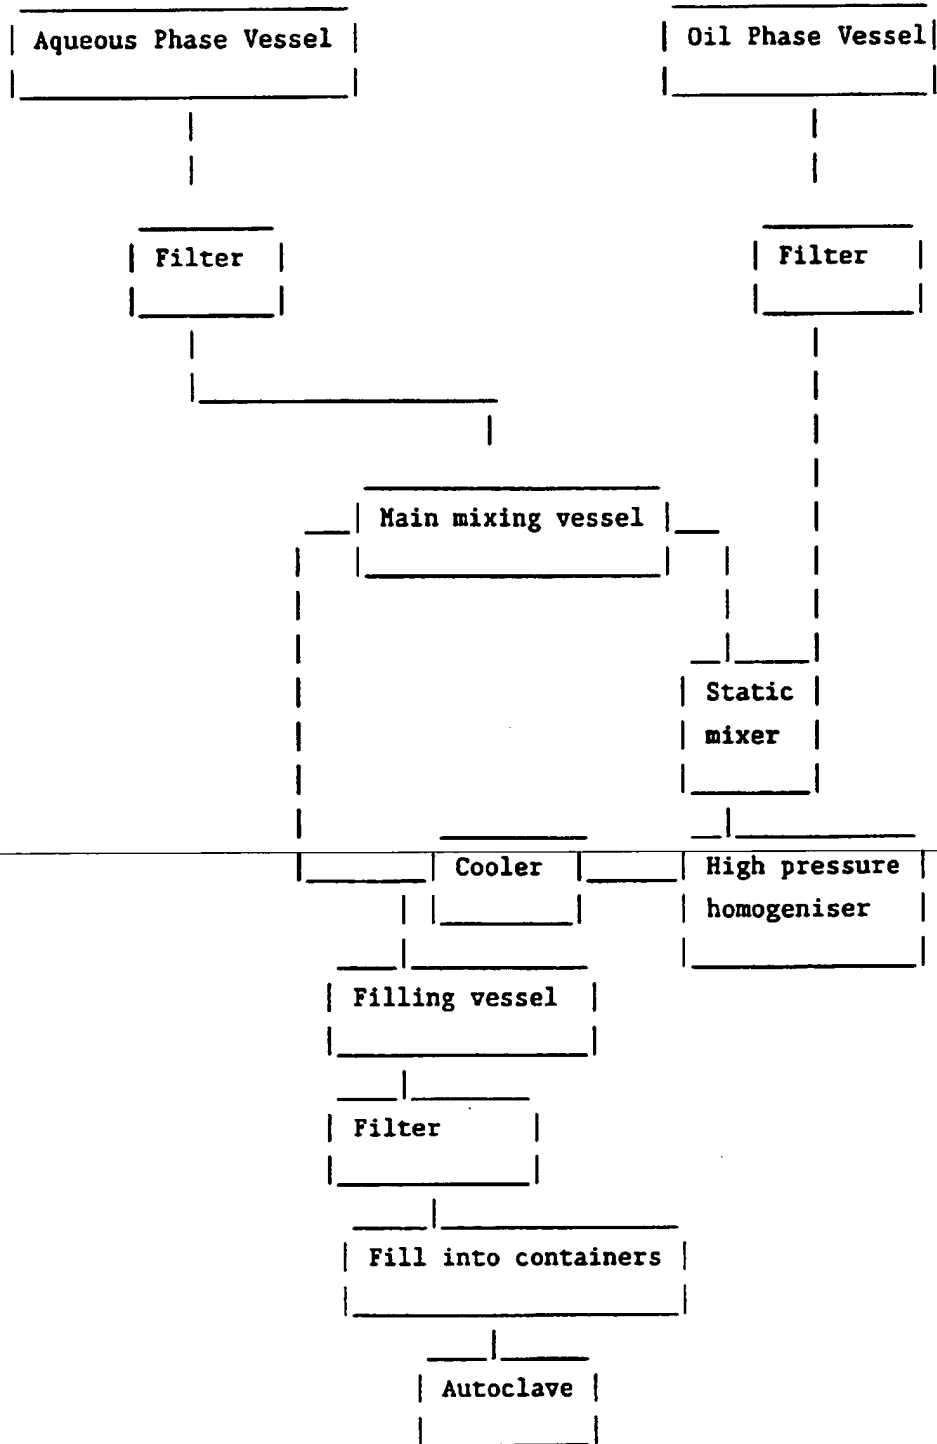 Aqueous Phase Vessel
Oil Phase Vessel
Filter
Filter
Main mixing vessel
Static
mixer
Cooler
High pressure
homogeniser
Filling vessel
Filter
Fill into containers
Autoclave